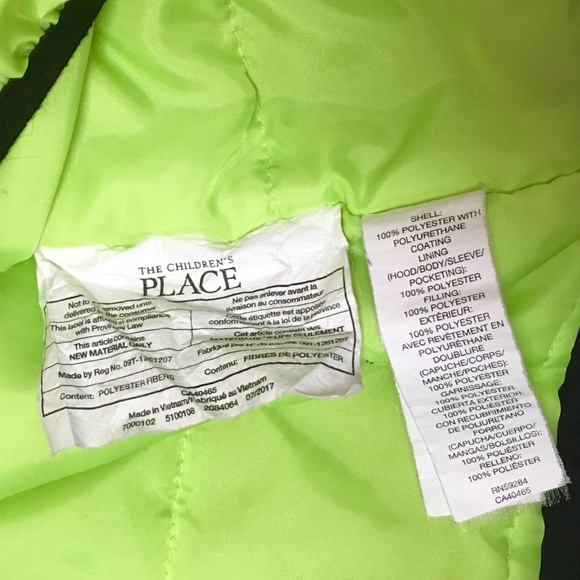 THE CHILDREN'S
PLACE
Not to be removed until
delivered to the consumer
This label is affixed in compliance
with Provincial Law
This article contains
NEW MATERIAL ONLY
Made by Reg No. 09T-1261207
Content: POLYESTER FIBERS
Ne pas enlever avant la
livraison au consommateur
Cette étiquette est apposée
conformément à la loi de la province
Cet article contient des
MATÉRIAUX NEUFS SEULEMENT
Fabriqué par No de 09T-1261207
Contenu: FIBRES DE POLYESTER
CA40465
Made in Vietnam/Fabriqué au Vietnam
7000102 5100108 2084064 07/2017
SHELL:
100% POLYESTER WITH
POLYURETHANE
COATING
LINING
(HOOD/BODY/SLEEVE/
POCKETING):
100% POLYESTER
FILLING:
100% POLYESTER
EXTÉRIEUR:
100% POLYESTER
AVEC REVÊTEMENT EN
POLYURÉTHANE
DOUBLURE
(CAPUCHE/CORPS/
MANCHE/POCHES):
100% POLYESTER
GARNISSAGE:
100% POLYESTER
CUBIERTA EXTERIOR:
100% POLIÉSTER
CON RECUBRIMIENTO
DE POLIURETANO
FORRO
(CAPUCHA/CUERPO/
MANGAS/BOLSILLOS):
100% POLIÉSTER
RELLENO:
100% POLIÉSTER
RN59284
CA40465